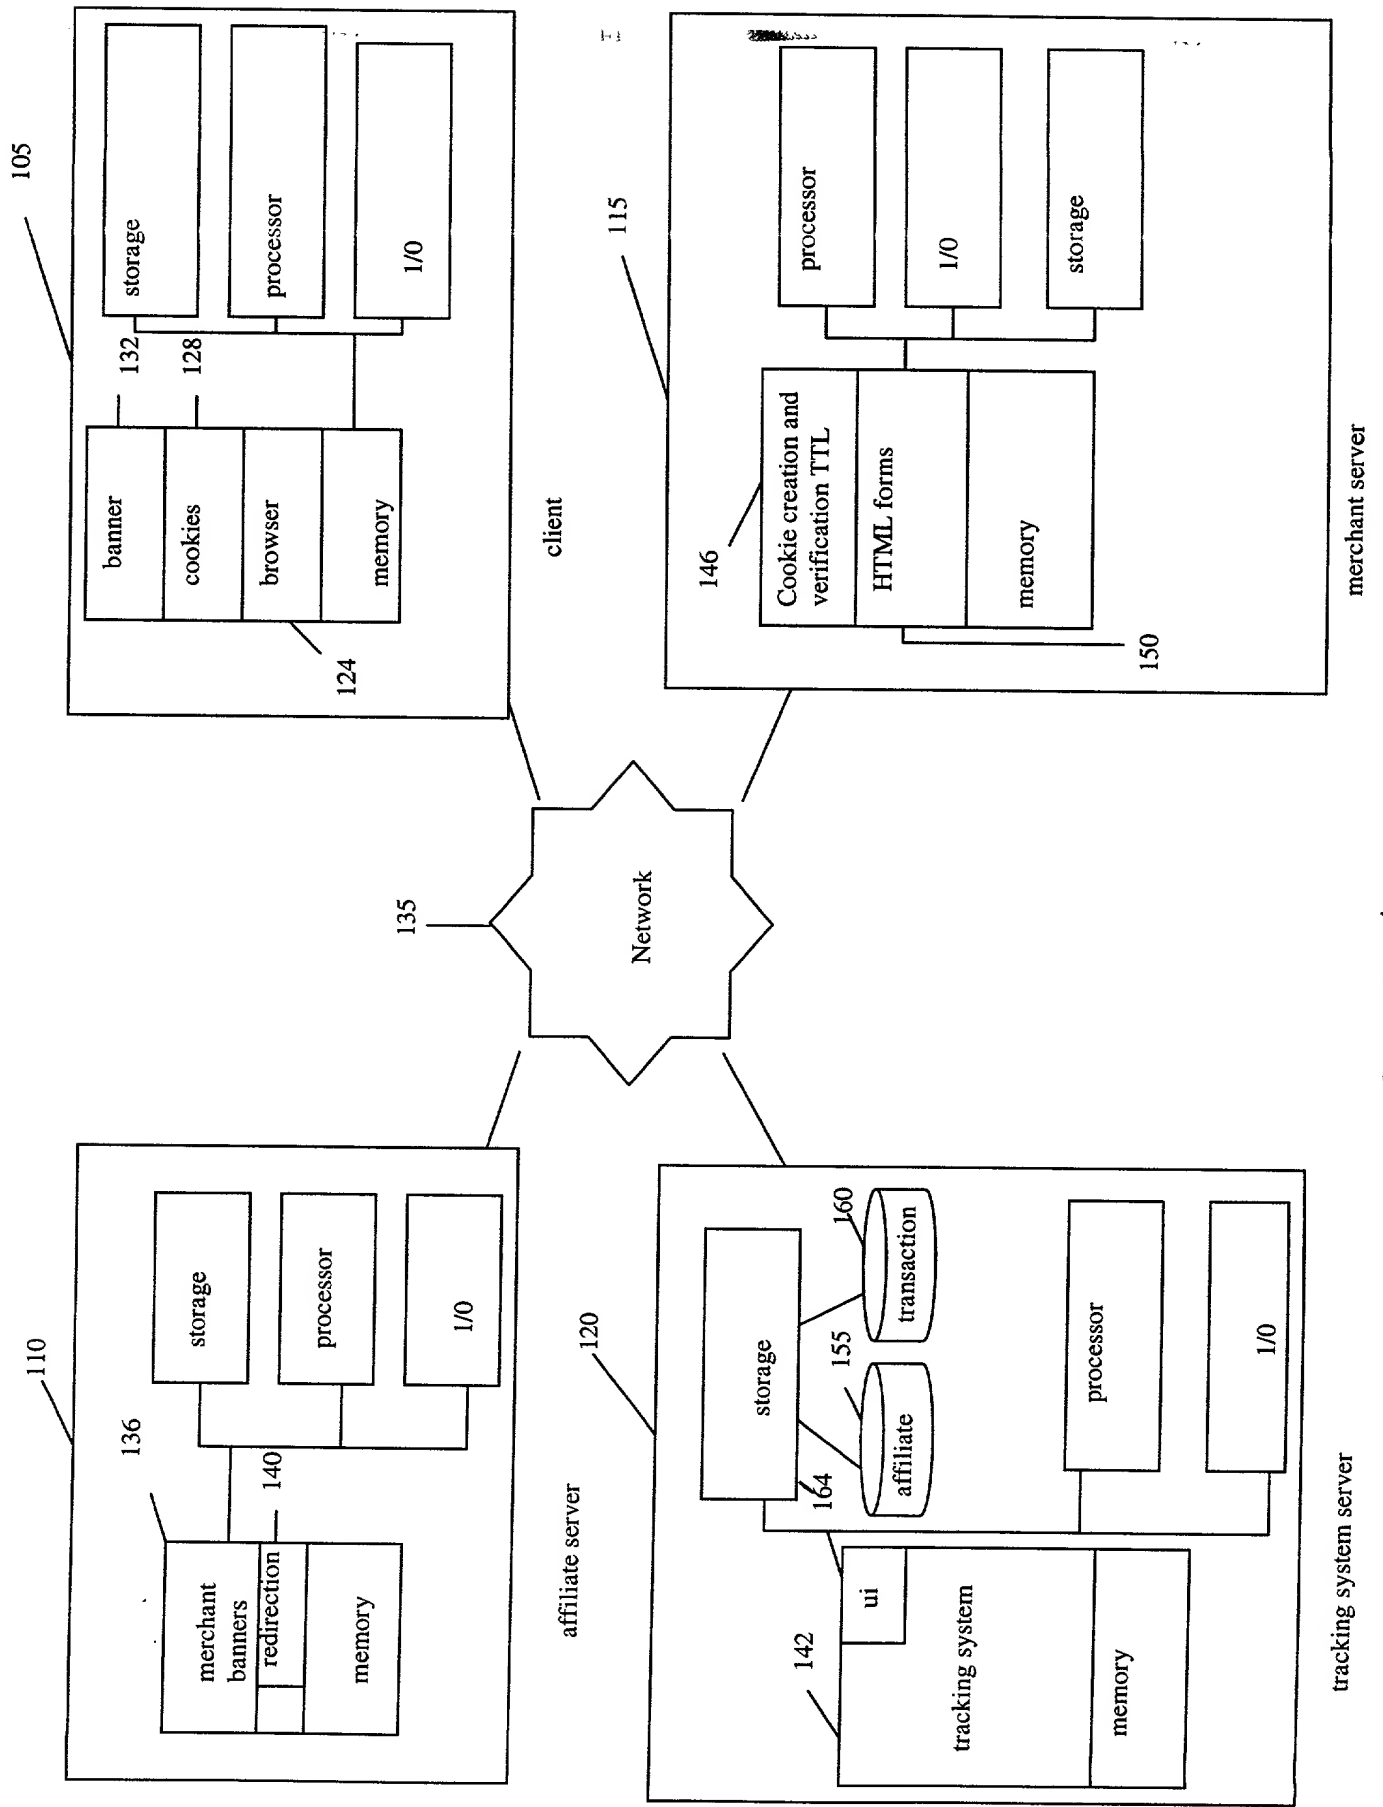 110
136
merchant
banners
140
redirection
memory
storage
processor
1/0
affiliate server
135
Network
105
132
banner
128
cookies
browser
memory
124
storage
processor
1/0
client
120
142
ui
tracking system
memory
164
storage
155
affiliate
160
transaction
processor
1/0
tracking system server
115
146
Cookie creation and
verification TTL
HTML forms
memory
150
processor
1/0
storage
merchant server